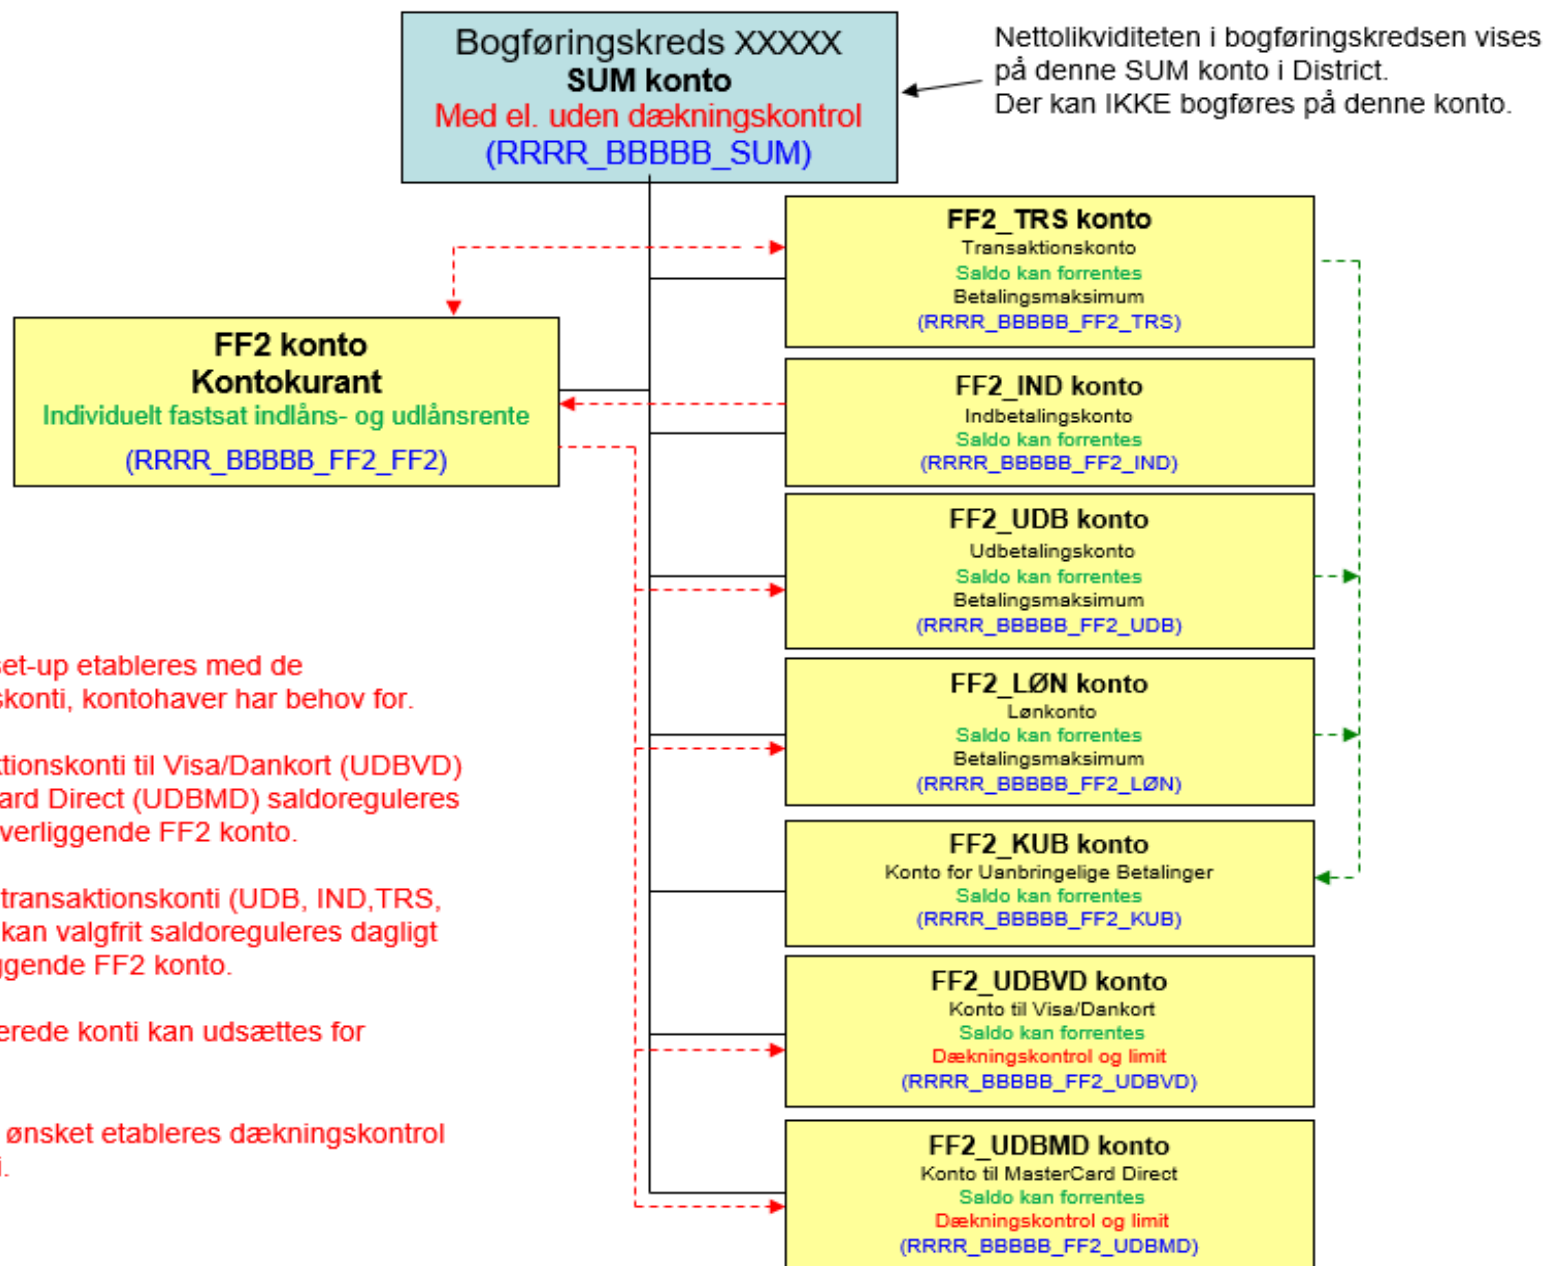 Bogføringskreds XXXXX
SUM konto
Med el. uden dækningskontrol
(RRRR_BBBBB_SUM)
Nettolikviditeten i bogføringskredsen vises
på denne SUM konto i District.
Der kan IKKE bogføres på denne konto.
FF2_TRS konto
Transaktionskonto
Saldo kan forrentes
Betalingsmaksimum
(RRRR_BBBBB_FF2_TRS)
FF2 konto
Kontokurant
Individuelt fastsat indlåns- og udlånsrente
(RRRR_BBBBB_FF2_FF2)
FF2_IND konto
Indbetalingskonto
Saldo kan forrentes
(RRRR_BBBBB_FF2_IND)
FF2_UDB konto
Udbetalingskonto
Saldo kan forrentes
Betalingsmaksimum
(RRRR_BBBBB_FF2_UDB)
FF2_LØN konto
Lønkonto
Saldo kan forrentes
Betalingsmaksimum
(RRRR_BBBBB_FF2_LØN)
FF2_KUB konto
Konto for Uanbringelige Betalinger
Saldo kan forrentes
(RRRR_BBBBB_FF2_KUB)
FF2_UDBVD konto
Konto til Visa/Dankort
Saldo kan forrentes
Dækningskontrol og limit
(RRRR_BBBBB_FF2_UDBVD)
FF2_UDBMD konto
Konto til MasterCard Direct
Saldo kan forrentes
Dækningskontrol og limit
(RRRR_BBBBB_FF2_UDBMD)
set-up etableres med de
skonti, kontohaver har behov for.
ktionskonti til Visa/Dankort (UDBVD)
ard Direct (UDBMD) saldoreguleres
verliggende FF2 konto.
transaktionskonti (UDB, IND,TRS,
kan valgfrit saldoreguleres dagligt
ggende FF2 konto.
erede konti kan udsættes for
ønsket etableres dækningskontrol
i.